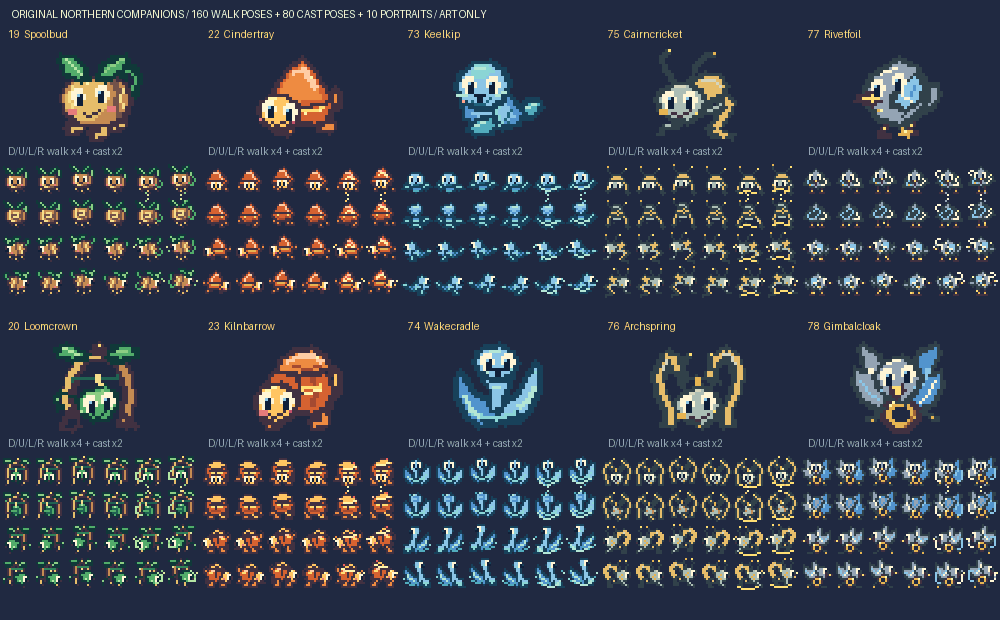 ORIGINAL NORTHERN COMPANIONS / 160 WALK POSES + 80 CAST POSES + 10 PORTRAITS / ART ONLY
19 Spoolbud
22 Cindertray
73 Keelkip
75 Cairncricket
77 Rivetfoil
D/U/L/R walk x4 + cast x2
D/U/L/R walk x4 + cast x2
D/U/L/R walk x4 + cast x2
D/U/L/R walk x4 + cast x2
D/U/L/R walk x4 + cast x2
20 Loomcrown
23 Kilnbarrow
74 Wakecradle
76 Archspring
78 Gimbalcloak
D/U/L/R walk x4 + cast x2
D/U/L/R walk x4 + cast x2
D/U/L/R walk x4 + cast x2
D/U/L/R walk x4 + cast x2
D/U/L/R walk x4 + cast x2